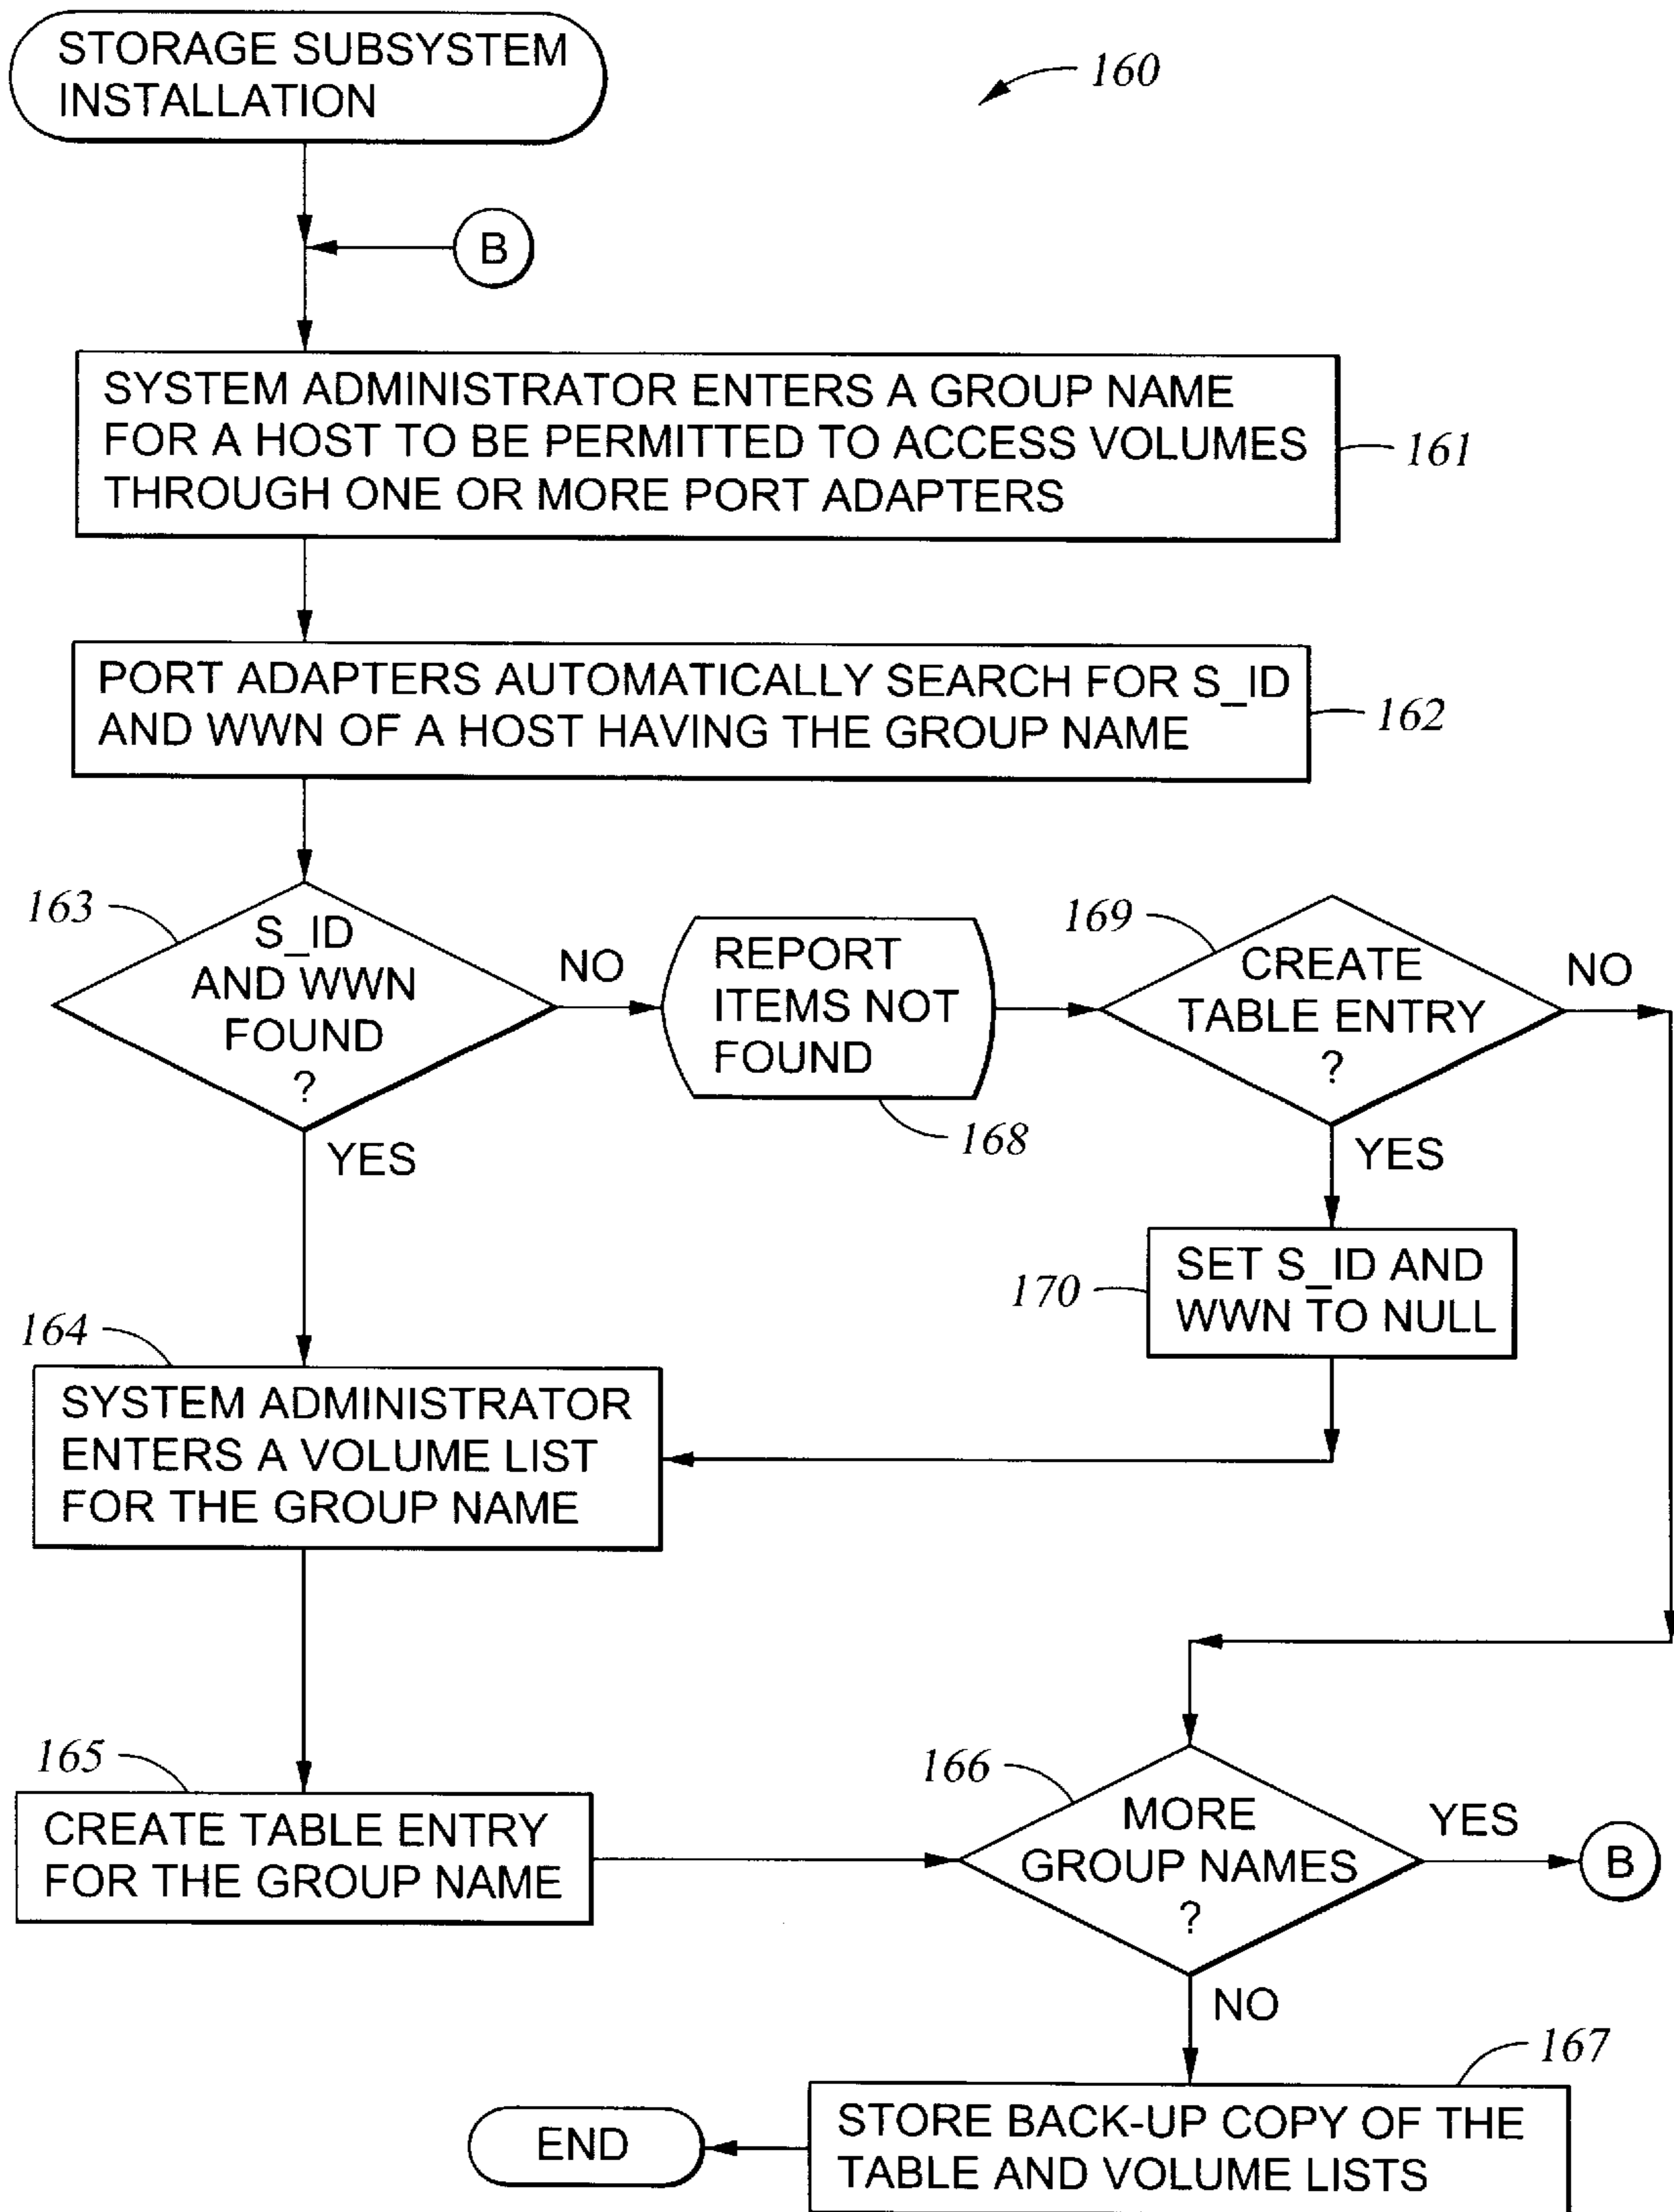 STORAGE SUBSYSTEM
INSTALLATION
160
B
SYSTEM ADMINISTRATOR ENTERS A GROUP NAME
FOR A HOST TO BE PERMITTED TO ACCESS VOLUMES
THROUGH ONE OR MORE PORT ADAPTERS
161
PORT ADAPTERS AUTOMATICALLY SEARCH FOR S_ID
AND WWN OF A HOST HAVING THE GROUP NAME
162
163
S_ID
AND WWN
FOUND
?
NO
YES
REPORT
ITEMS NOT
FOUND
168
169
CREATE
TABLE ENTRY
?
NO
YES
170
SET S_ID AND
WWN TO NULL
164
SYSTEM ADMINISTRATOR
ENTERS A VOLUME LIST
FOR THE GROUP NAME
165
CREATE TABLE ENTRY
FOR THE GROUP NAME
166
MORE
GROUP NAMES
?
YES
B
NO
167
STORE BACK-UP COPY OF THE
TABLE AND VOLUME LISTS
END